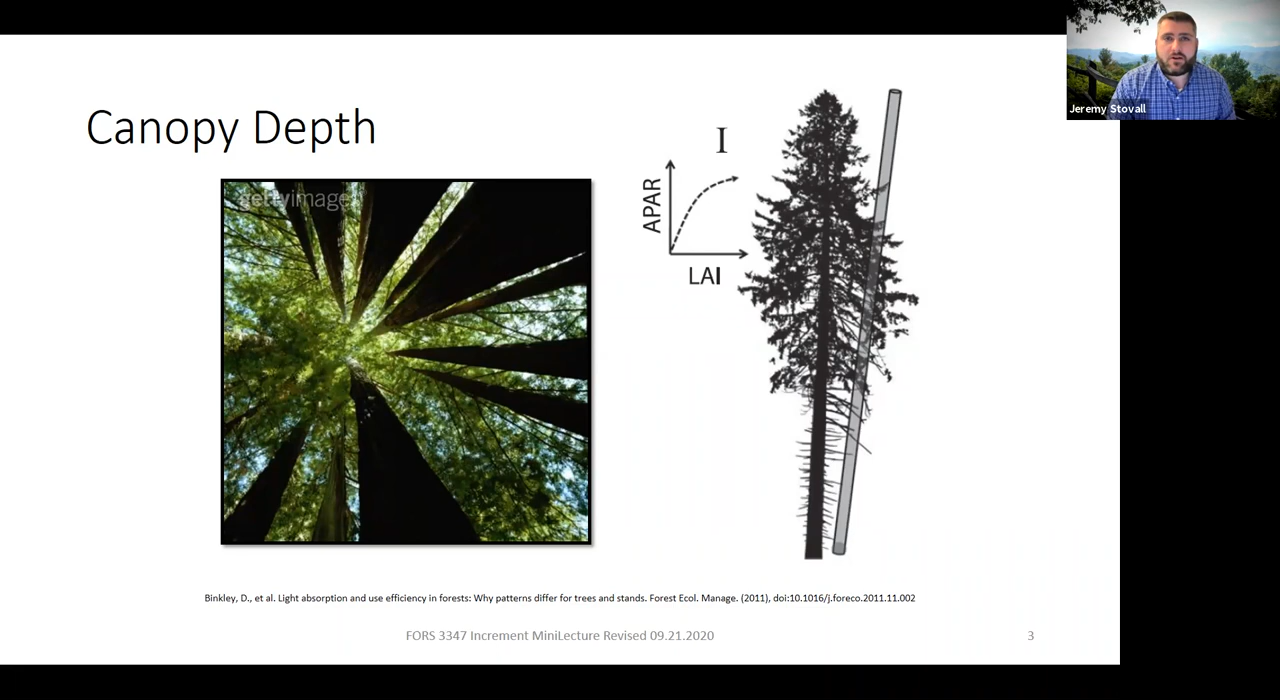 Jeremy Stovall
Canopy Depth
gettyimages
I
APAR
LAI
Binkley, D., et al. Light absorption and use efficiency in forests: Why patterns differ for trees and stands. Forest Ecol. Manage. (2011), doi:10.1016/j.foreco.2011.11.002
FORS 3347 Increment MiniLecture Revised 09.21.2020
3